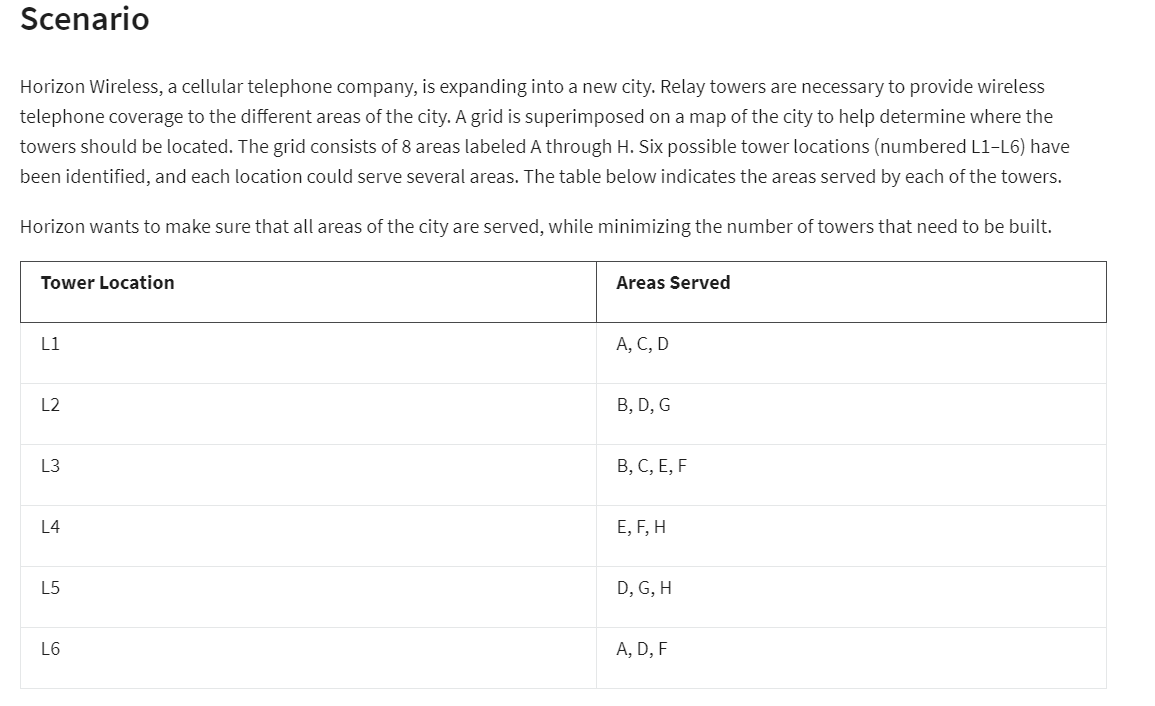 Scenario
Horizon Wireless, a cellular telephone company, is expanding into a new city. Relay towers are necessary to provide wireless
telephone coverage to the different areas of the city. A grid is superimposed on a map of the city to help determine where the
towers should be located. The grid consists of 8 areas labeled A through H. Six possible tower locations (numbered L1–L6) have
been identified, and each location could serve several areas. The table below indicates the areas served by each of the towers.
Horizon wants to make sure that all areas of the city are served, while minimizing the number of towers that need to be built.
Tower Location Areas Served
L1 A, C, D
L2 B, D, G
L3 B, C, E, F
L4 E, F, H
L5 D, G, H
L6 A, D, F